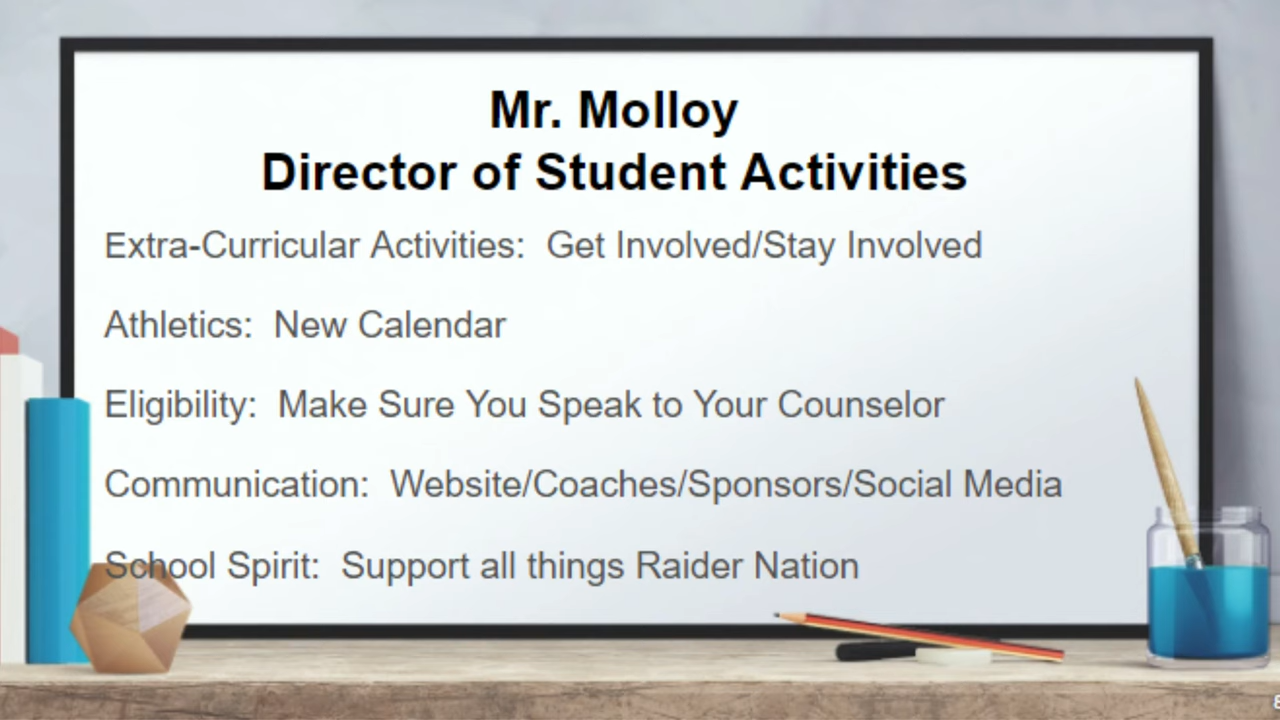 Mr. Molloy
Director of Student Activities
Extra-Curricular Activities:  Get Involved/Stay Involved
Athletics:  New Calendar
Eligibility:  Make Sure You Speak to Your Counselor
Communication:  Website/Coaches/Sponsors/Social Media
School Spirit:  Support all things Raider Nation